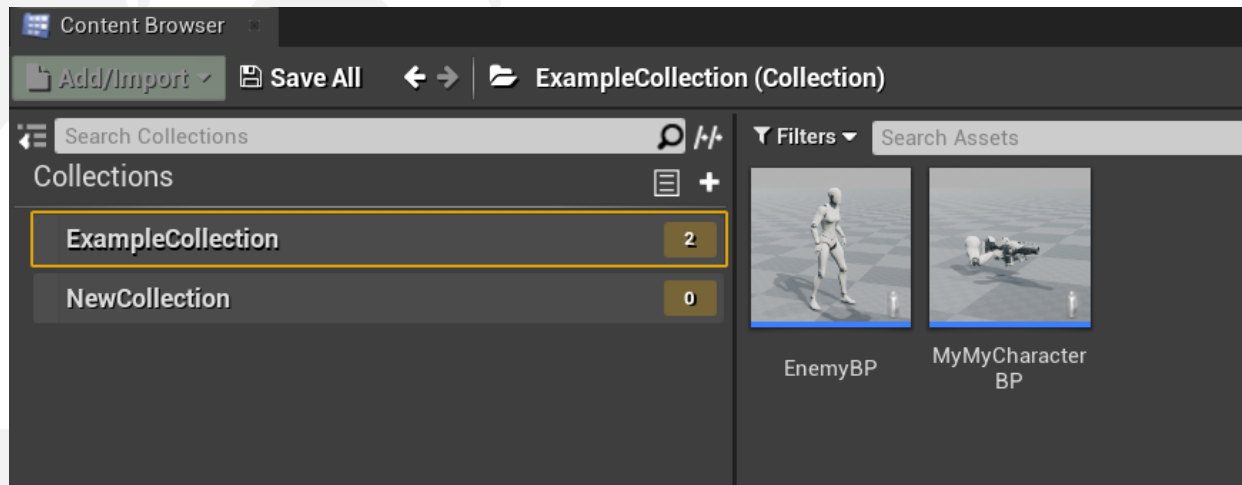 Content Browser
Add/Import Save All ExampleCollection (Collection)
Search Collections
Filters Search Assets
Collections
ExampleCollection 2
NewCollection 0
EnemyBP
MyMyCharacter
BP